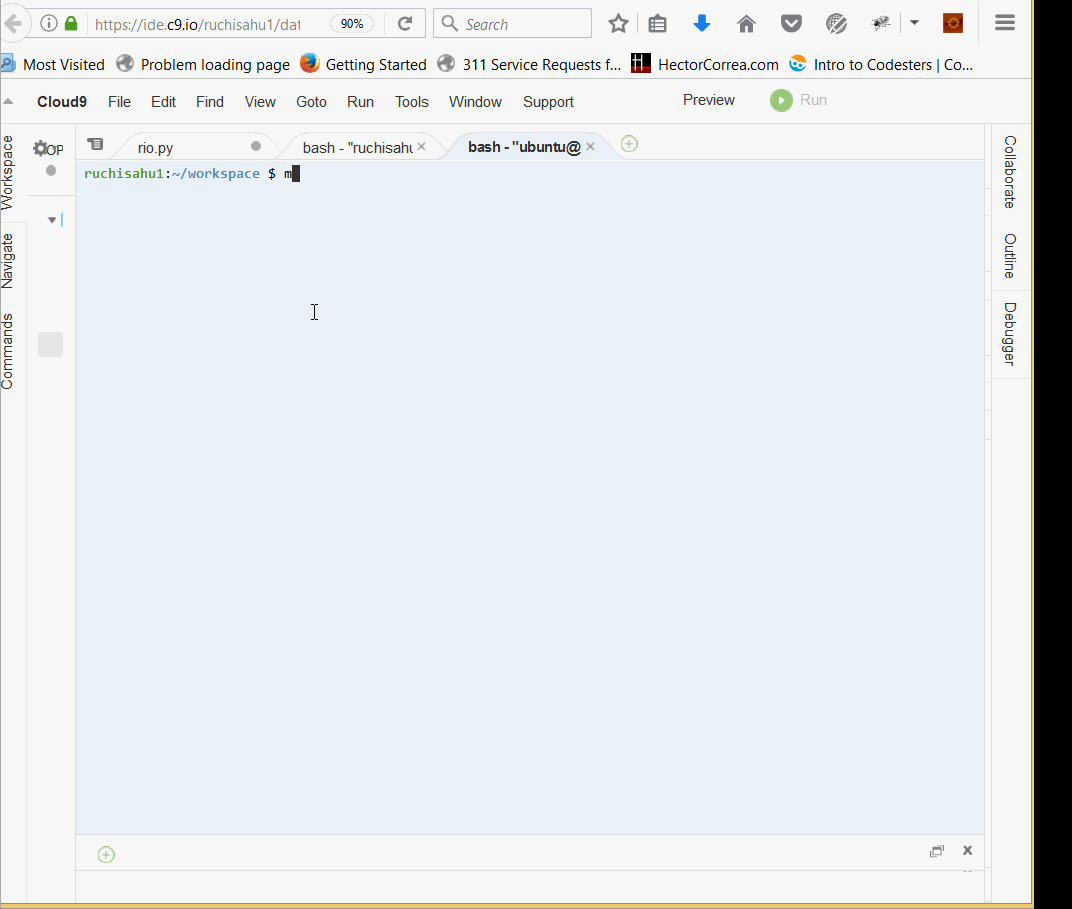 https://ide.c9.io/ruchisahu1/dat 90% Search
Most Visited Problem loading page Getting Started 311 Service Requests f... HectorCorrea.com Intro to Codesters | Co...
Cloud9 File Edit Find View Goto Run Tools Window Support Preview Run
Workspace
Navigate
Commands
OP
rio.py bash - "ruchisahu bash - "ubuntu@
ruchisahu1:~/workspace $ m
Collaborate
Outline
Debugger